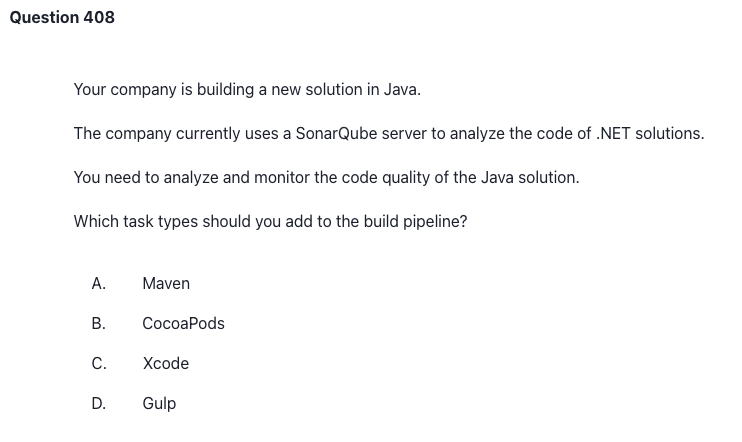 Question 408
Your company is building a new solution in Java.
The company currently uses a SonarQube server to analyze the code of .NET solutions.
You need to analyze and monitor the code quality of the Java solution.
Which task types should you add to the build pipeline?
A. Maven
B. CocoaPods
C. Xcode
D. Gulp